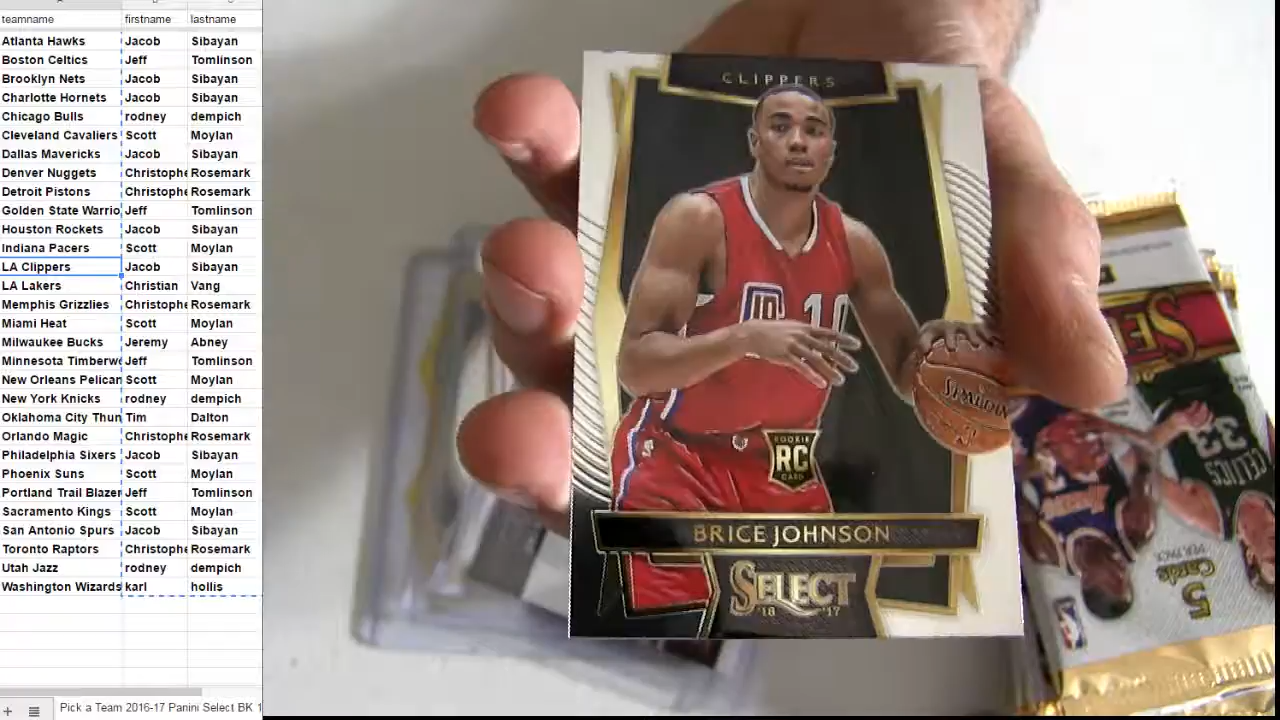 teamname firstname lastname
Atlanta Hawks Jacob Sibayan
Boston Celtics Jeff Tomlinson
Brooklyn Nets Jacob Sibayan
Charlotte Hornets Jacob Sibayan
Chicago Bulls rodney dempich
Cleveland Cavaliers Scott Moylan
Dallas Mavericks Jacob Sibayan
Denver Nuggets Christophe Rosemark
Detroit Pistons Christophe Rosemark
Golden State Warrio Jeff Tomlinson
Houston Rockets Jacob Sibayan
Indiana Pacers Scott Moylan
LA Clippers Jacob Sibayan
LA Lakers Christian Vang
Memphis Grizzlies Christophe Rosemark
Miami Heat Scott Moylan
Milwaukee Bucks Jeremy Abney
Minnesota Timberw Jeff Tomlinson
New Orleans Pelican Scott Moylan
New York Knicks rodney dempich
Oklahoma City Thun Tim Dalton
Orlando Magic Christophe Rosemark
Philadelphia Sixers Jacob Sibayan
Phoenix Suns Scott Moylan
Portland Trail Blazer Jeff Tomlinson
Sacramento Kings Scott Moylan
San Antonio Spurs Jacob Sibayan
Toronto Raptors Christophe Rosemark
Utah Jazz rodney dempich
Washington Wizards karl hollis
Pick a Team 2016-17 Panini Select BK 1
CLIPPERS
10
SPALDIN
ROOKIE
RC
CARD
BRICE JOHNSON
SELECT
CELTICS
33
5
Cards
PER PACK